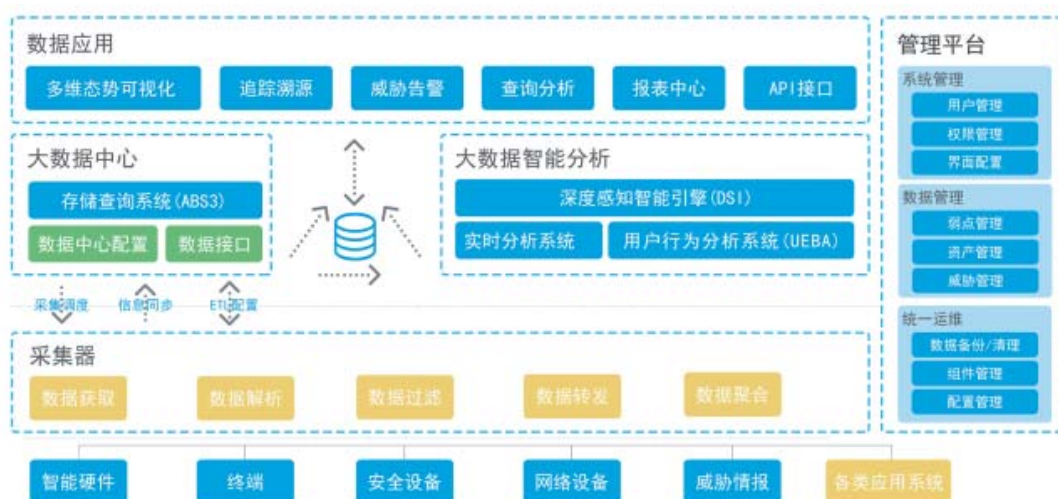 数据应用
多维态势可视化 追踪溯源 威胁告警 查询分析 报表中心 API接口
大数据中心
存储查询系统(ABS3)
数据中心配置 数据接口
大数据智能分析
深度感知智能引擎(DSI)
实时分析系统 用户行为分析系统(UEBA)
采集调度 信息同步 ETL配置
采集器
数据获取 数据解析 数据过滤 数据转发 数据聚合
智能硬件 终端 安全设备 网络设备 威胁情报 各类应用系统
管理平台
系统管理
用户管理
权限管理
界面配置
数据管理
弱点管理
资产管理
威胁管理
统一运维
数据备份/清理
组件管理
配置管理